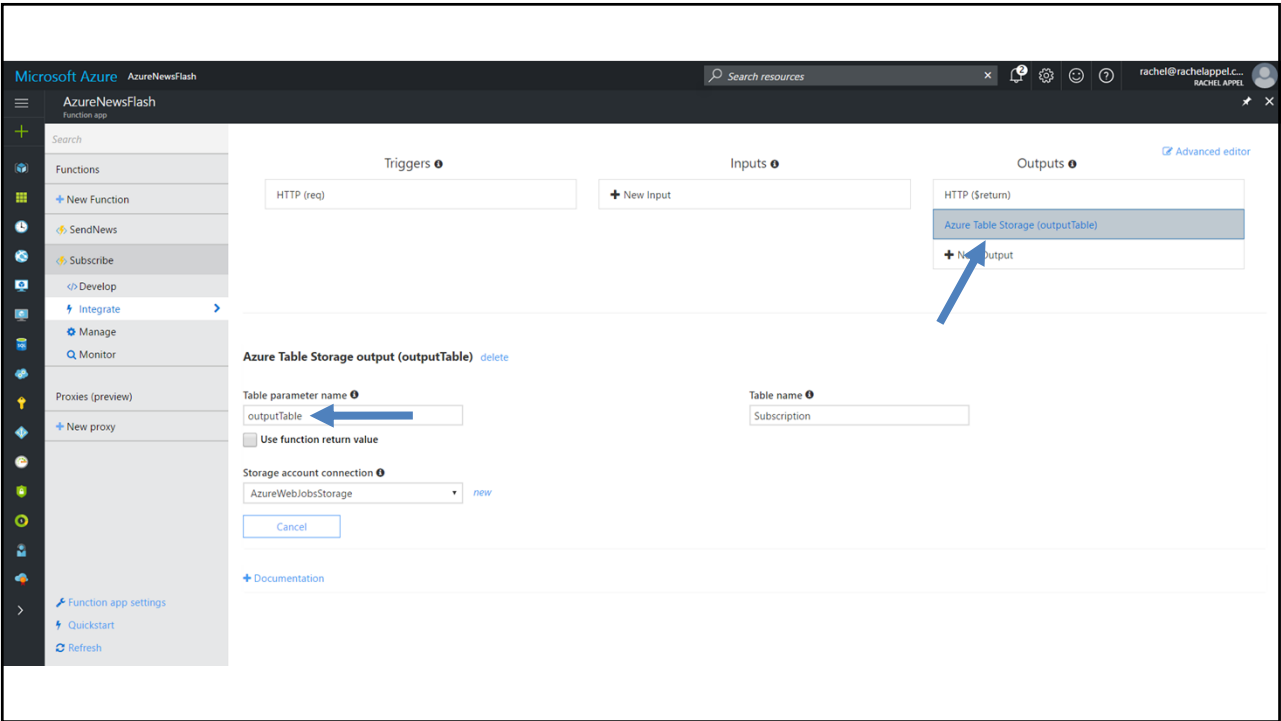 Microsoft Azure AzureNewsFlash
Search resources
2
rachel@rachelappel.c...
RACHEL APPEL
AzureNewsFlash
Function app
Search
Functions
New Function
SendNews
Subscribe
Develop
Integrate
Manage
Monitor
Proxies (preview)
New proxy
Function app settings
Quickstart
Refresh
Advanced editor
Triggers
HTTP (req)
Inputs
New Input
Outputs
HTTP ($return)
Azure Table Storage (outputTable)
Output
Azure Table Storage output (outputTable) delete
Table parameter name
outputTable
Use function return value
Table name
Subscription
Storage account connection
AzureWebJobsStorage new
Cancel
Documentation